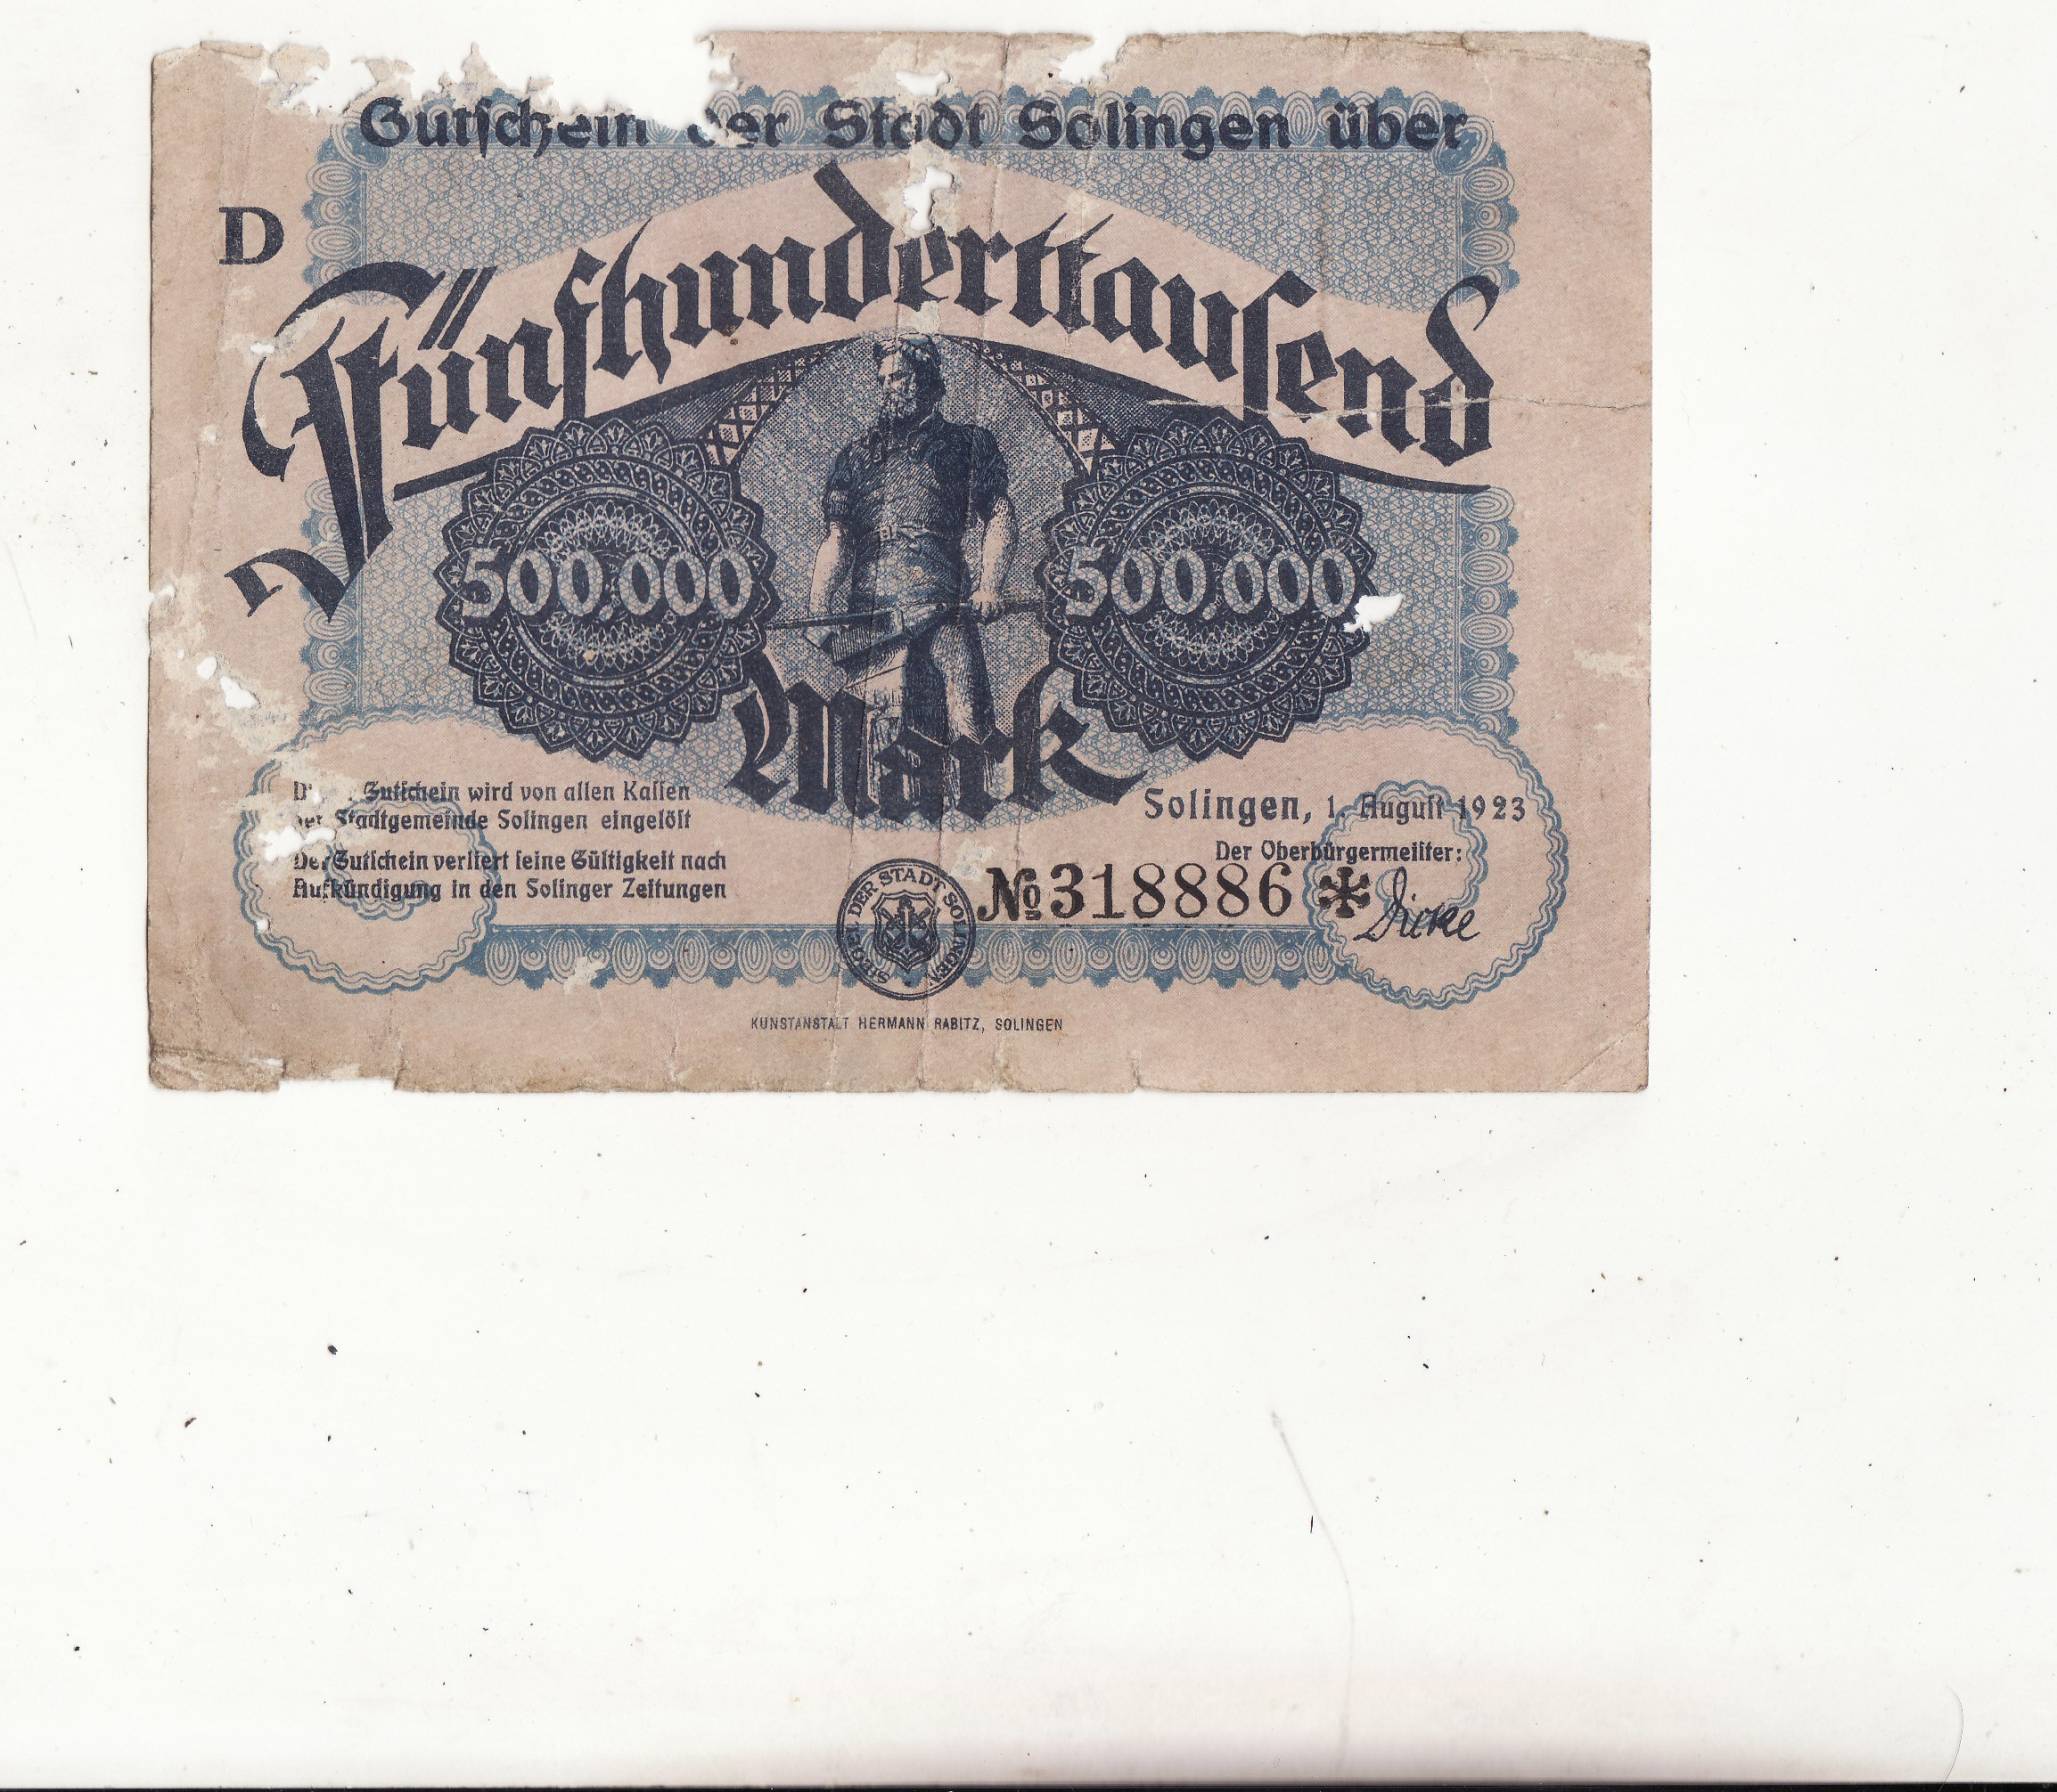 Gutschein der Stadt Solingen über
D
Fünfhunderttausend
500,000 500,000
Mark
Gutschein wird von allen Kassen
der Stadtgemeinde Solingen eingelöst
Der Gutschein verliert seine Gültigkeit nach
Aufkündigung in den Solinger Zeitungen
Solingen, 1. August 1923
Der Oberbürgermeister:
Dicke
SIEGEL DER STADT SOLINGEN
№ 318886 *
KUNSTANSTALT HERMANN RABITZ, SOLINGEN